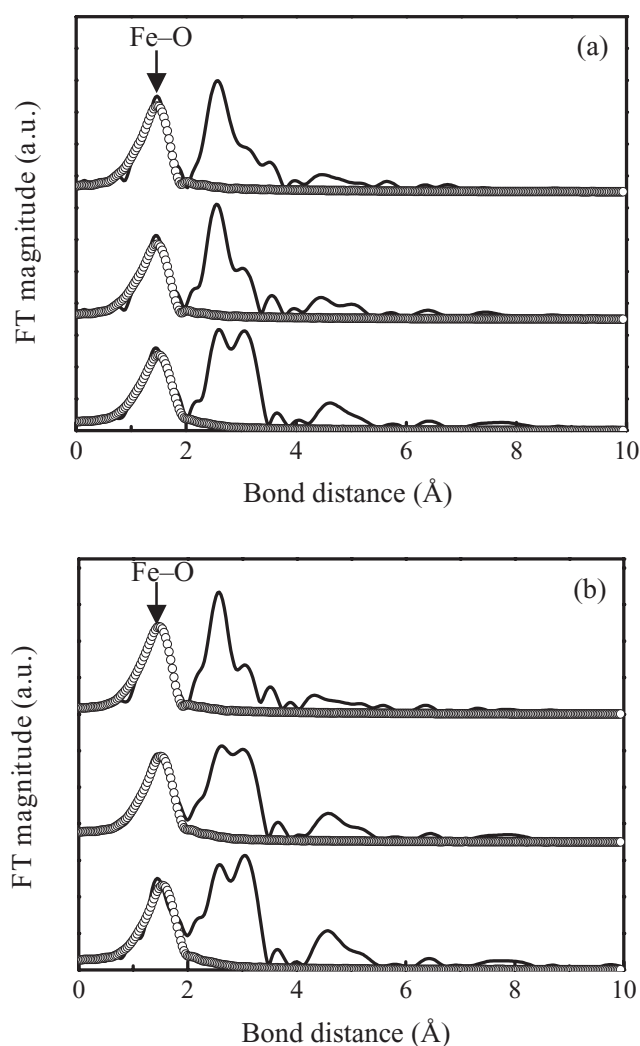 Fe–O
(a)
FT magnitude (a.u.)
0 2 4 6 8 10
Bond distance (Å)
Fe–O
(b)
FT magnitude (a.u.)
0 2 4 6 8 10
Bond distance (Å)